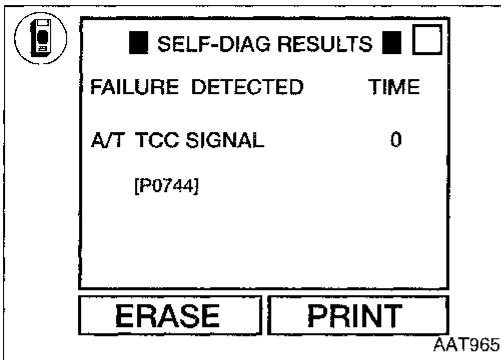 SELF-DIAG RESULTS
FAILURE DETECTED TIME
A/T TCC SIGNAL 0
[P0744]
ERASE PRINT
AAT965